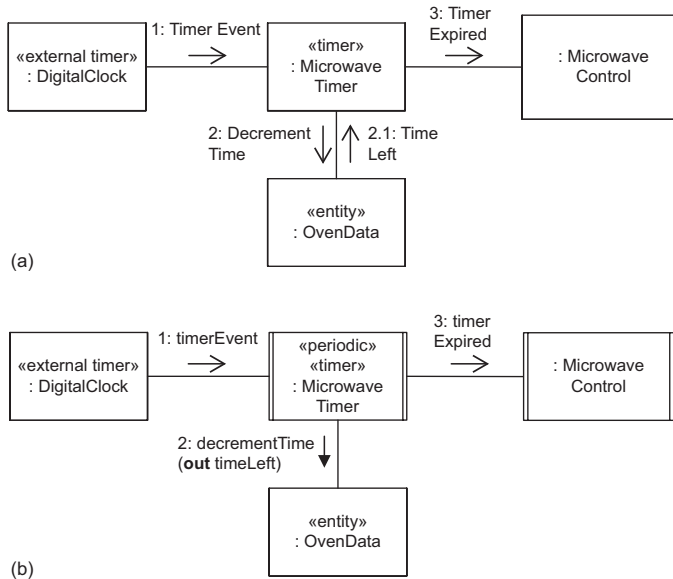 1: Timer Event
3: Timer
Expired
«external timer»
: DigitalClock
«timer»
: Microwave
Timer
: Microwave
Control
2: Decrement
Time
2.1: Time
Left
«entity»
: OvenData
(a)
1: timerEvent
3: timer
Expired
«external timer»
: DigitalClock
«periodic»
«timer»
: Microwave
Timer
: Microwave
Control
2: decrementTime
(out timeLeft)
«entity»
: OvenData
(b)